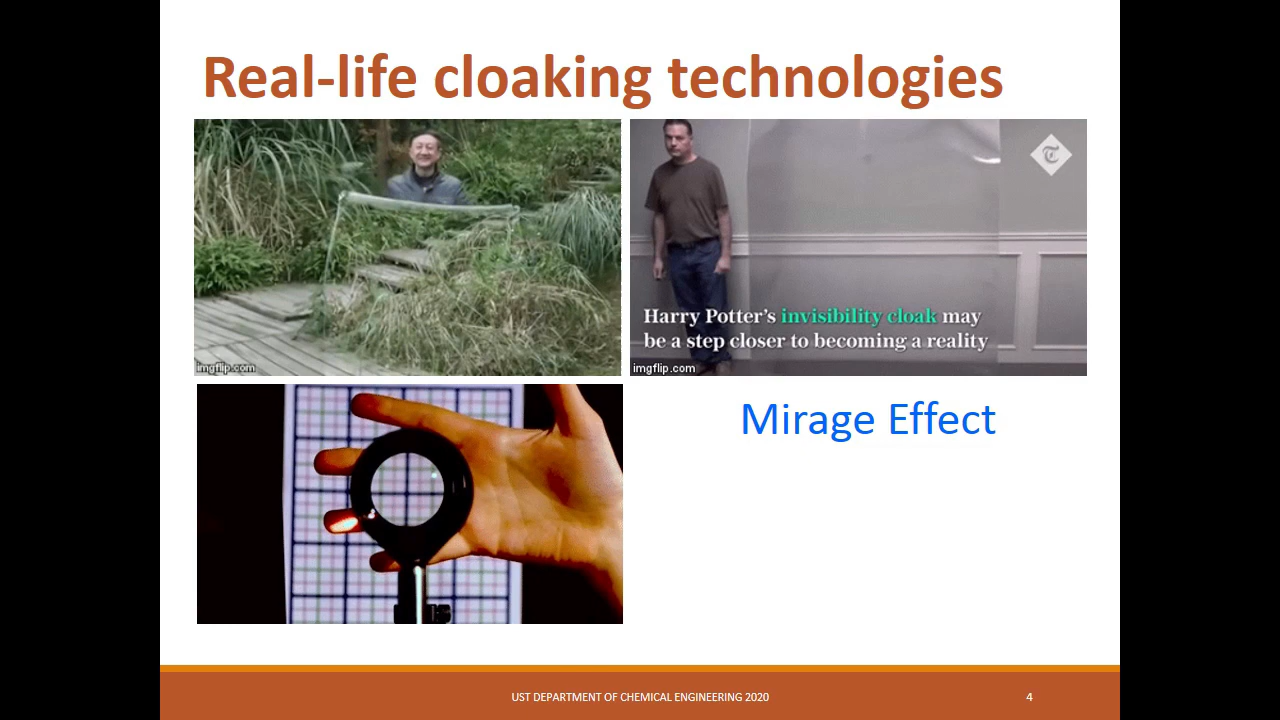 Real-life cloaking technologies
T
Harry Potter's invisibility cloak may
be a step closer to becoming a reality
imgflip.com
imgflip.com
Mirage Effect
UST DEPARTMENT OF CHEMICAL ENGINEERING 2020
4